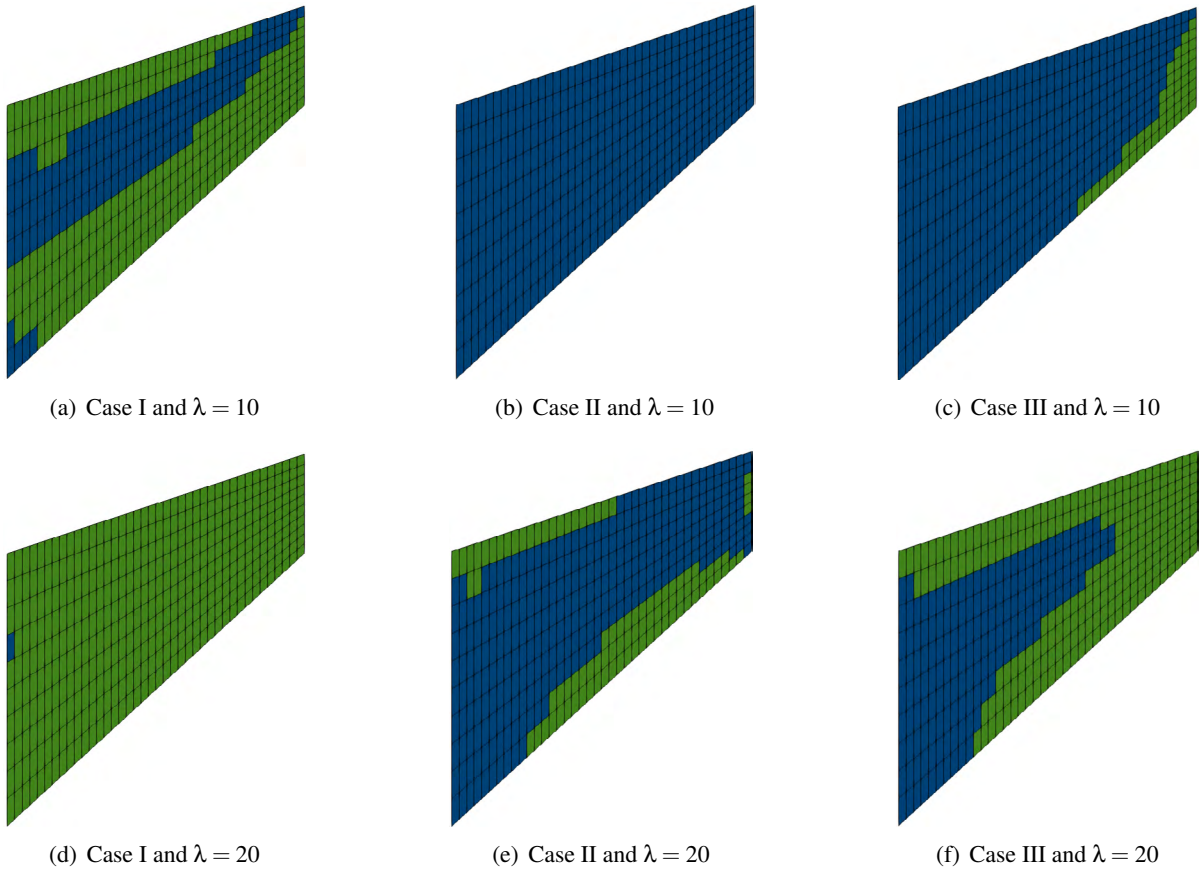 (a) Case I and λ = 10
(b) Case II and λ = 10
(c) Case III and λ = 10
(d) Case I and λ = 20
(e) Case II and λ = 20
(f) Case III and λ = 20